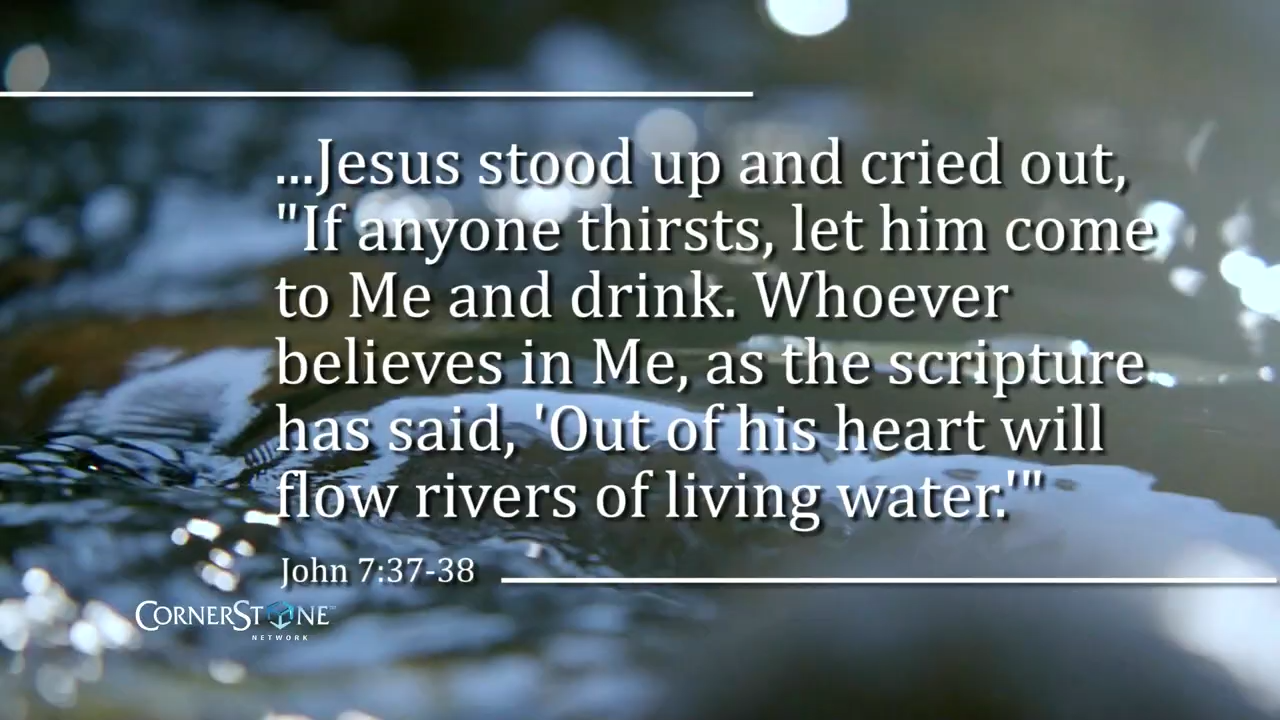 ...Jesus stood up and cried out,
"If anyone thirsts, let him come
to Me and drink. Whoever
believes in Me, as the scripture
has said, 'Out of his heart will
flow rivers of living water.'"
John 7:37-38
CORNERSTONE™
NETWORK